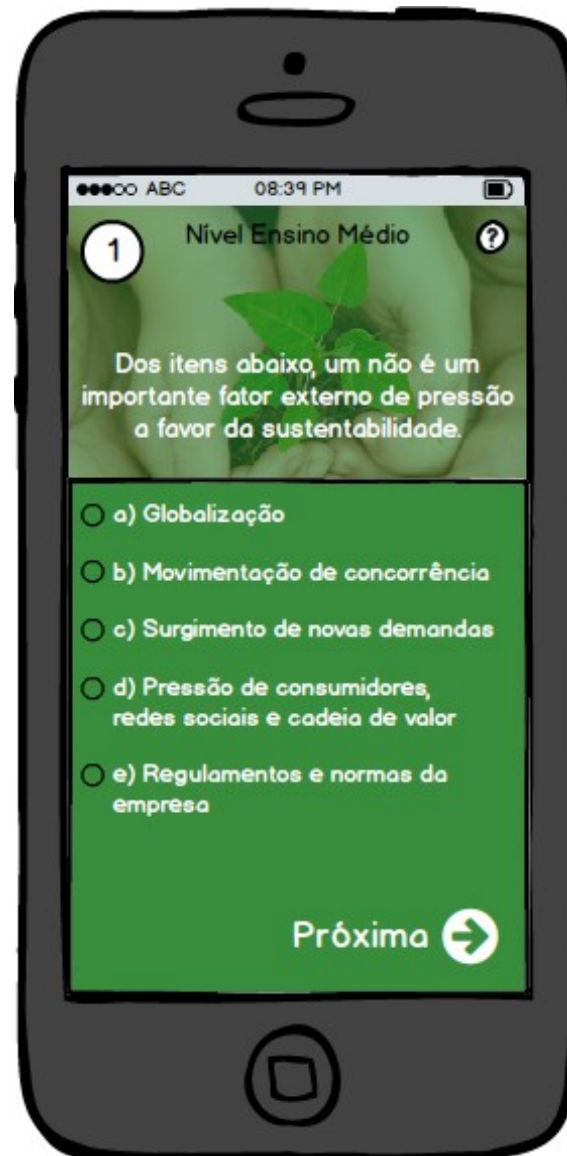 ABC 08:39 PM
1 Nível Ensino Médio ?
Dos itens abaixo, um não é um
importante fator externo de pressão
a favor da sustentabilidade.
a) Globalização
b) Movimentação de concorrência
c) Surgimento de novas demandas
d) Pressão de consumidores,
redes sociais e cadeia de valor
e) Regulamentos e normas da
empresa
Próxima